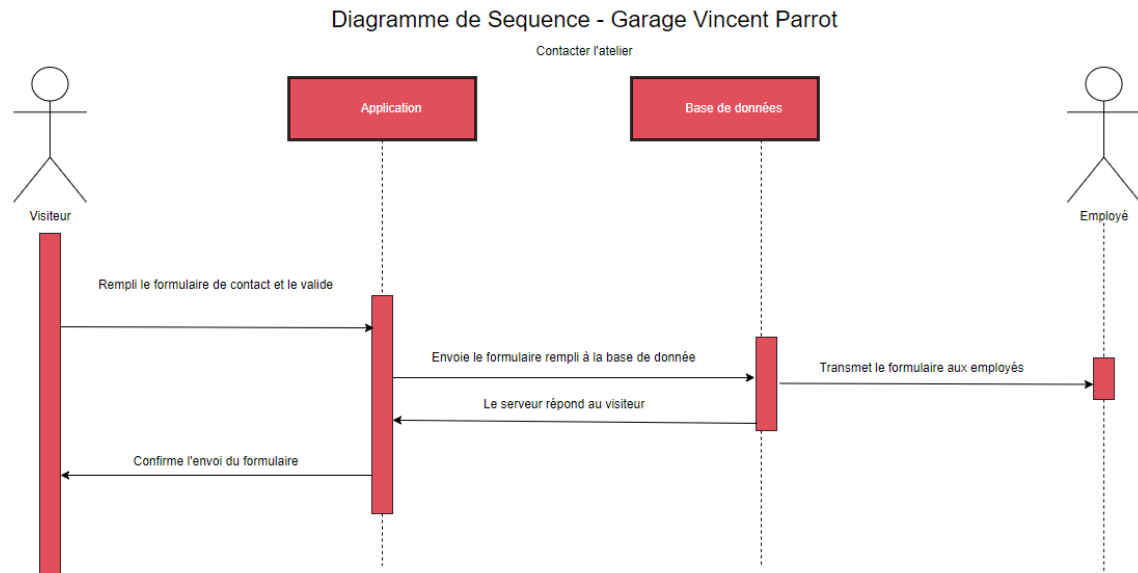 Diagramme de Sequence - Garage Vincent Parrot
Contacter l'atelier
Application
Base de données
Visiteur
Employé
Rempli le formulaire de contact et le valide
Envoie le formulaire rempli à la base de donnée
Transmet le formulaire aux employés
Le serveur répond au visiteur
Confirme l'envoi du formulaire